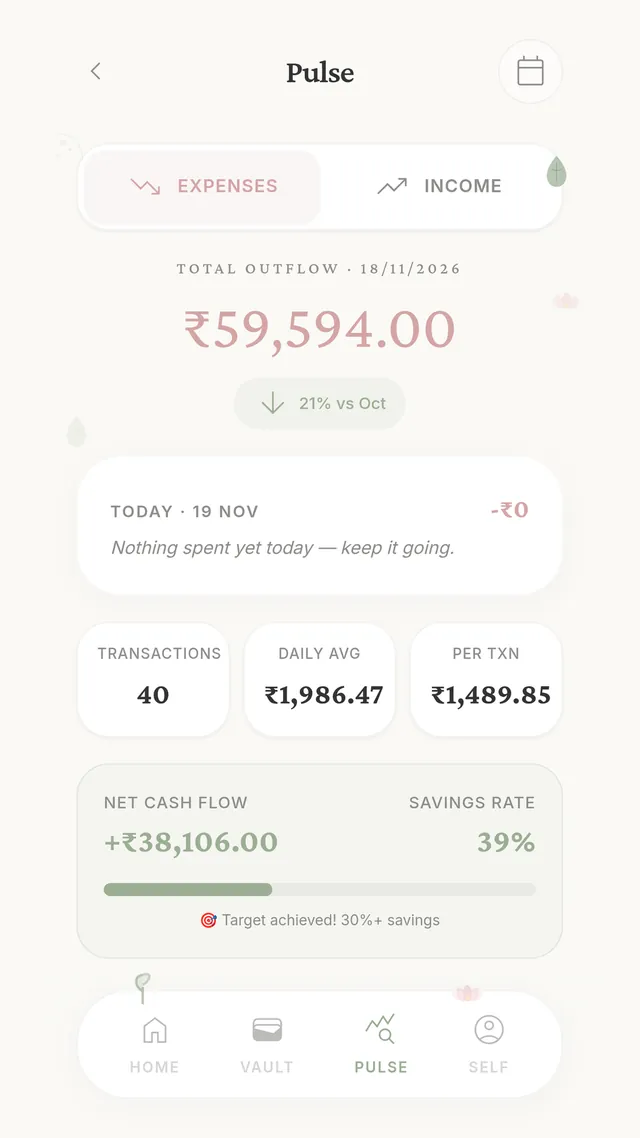 Pulse
EXPENSES
INCOME
TOTAL OUTFLOW · 18/11/2026
₹59,594.00
21% vs Oct
TODAY · 19 NOV
-₹0
Nothing spent yet today — keep it going.
TRANSACTIONS
40
DAILY AVG
₹1,986.47
PER TXN
₹1,489.85
NET CASH FLOW
+₹38,106.00
SAVINGS RATE
39%
🎯 Target achieved! 30%+ savings
HOME
VAULT
PULSE
SELF